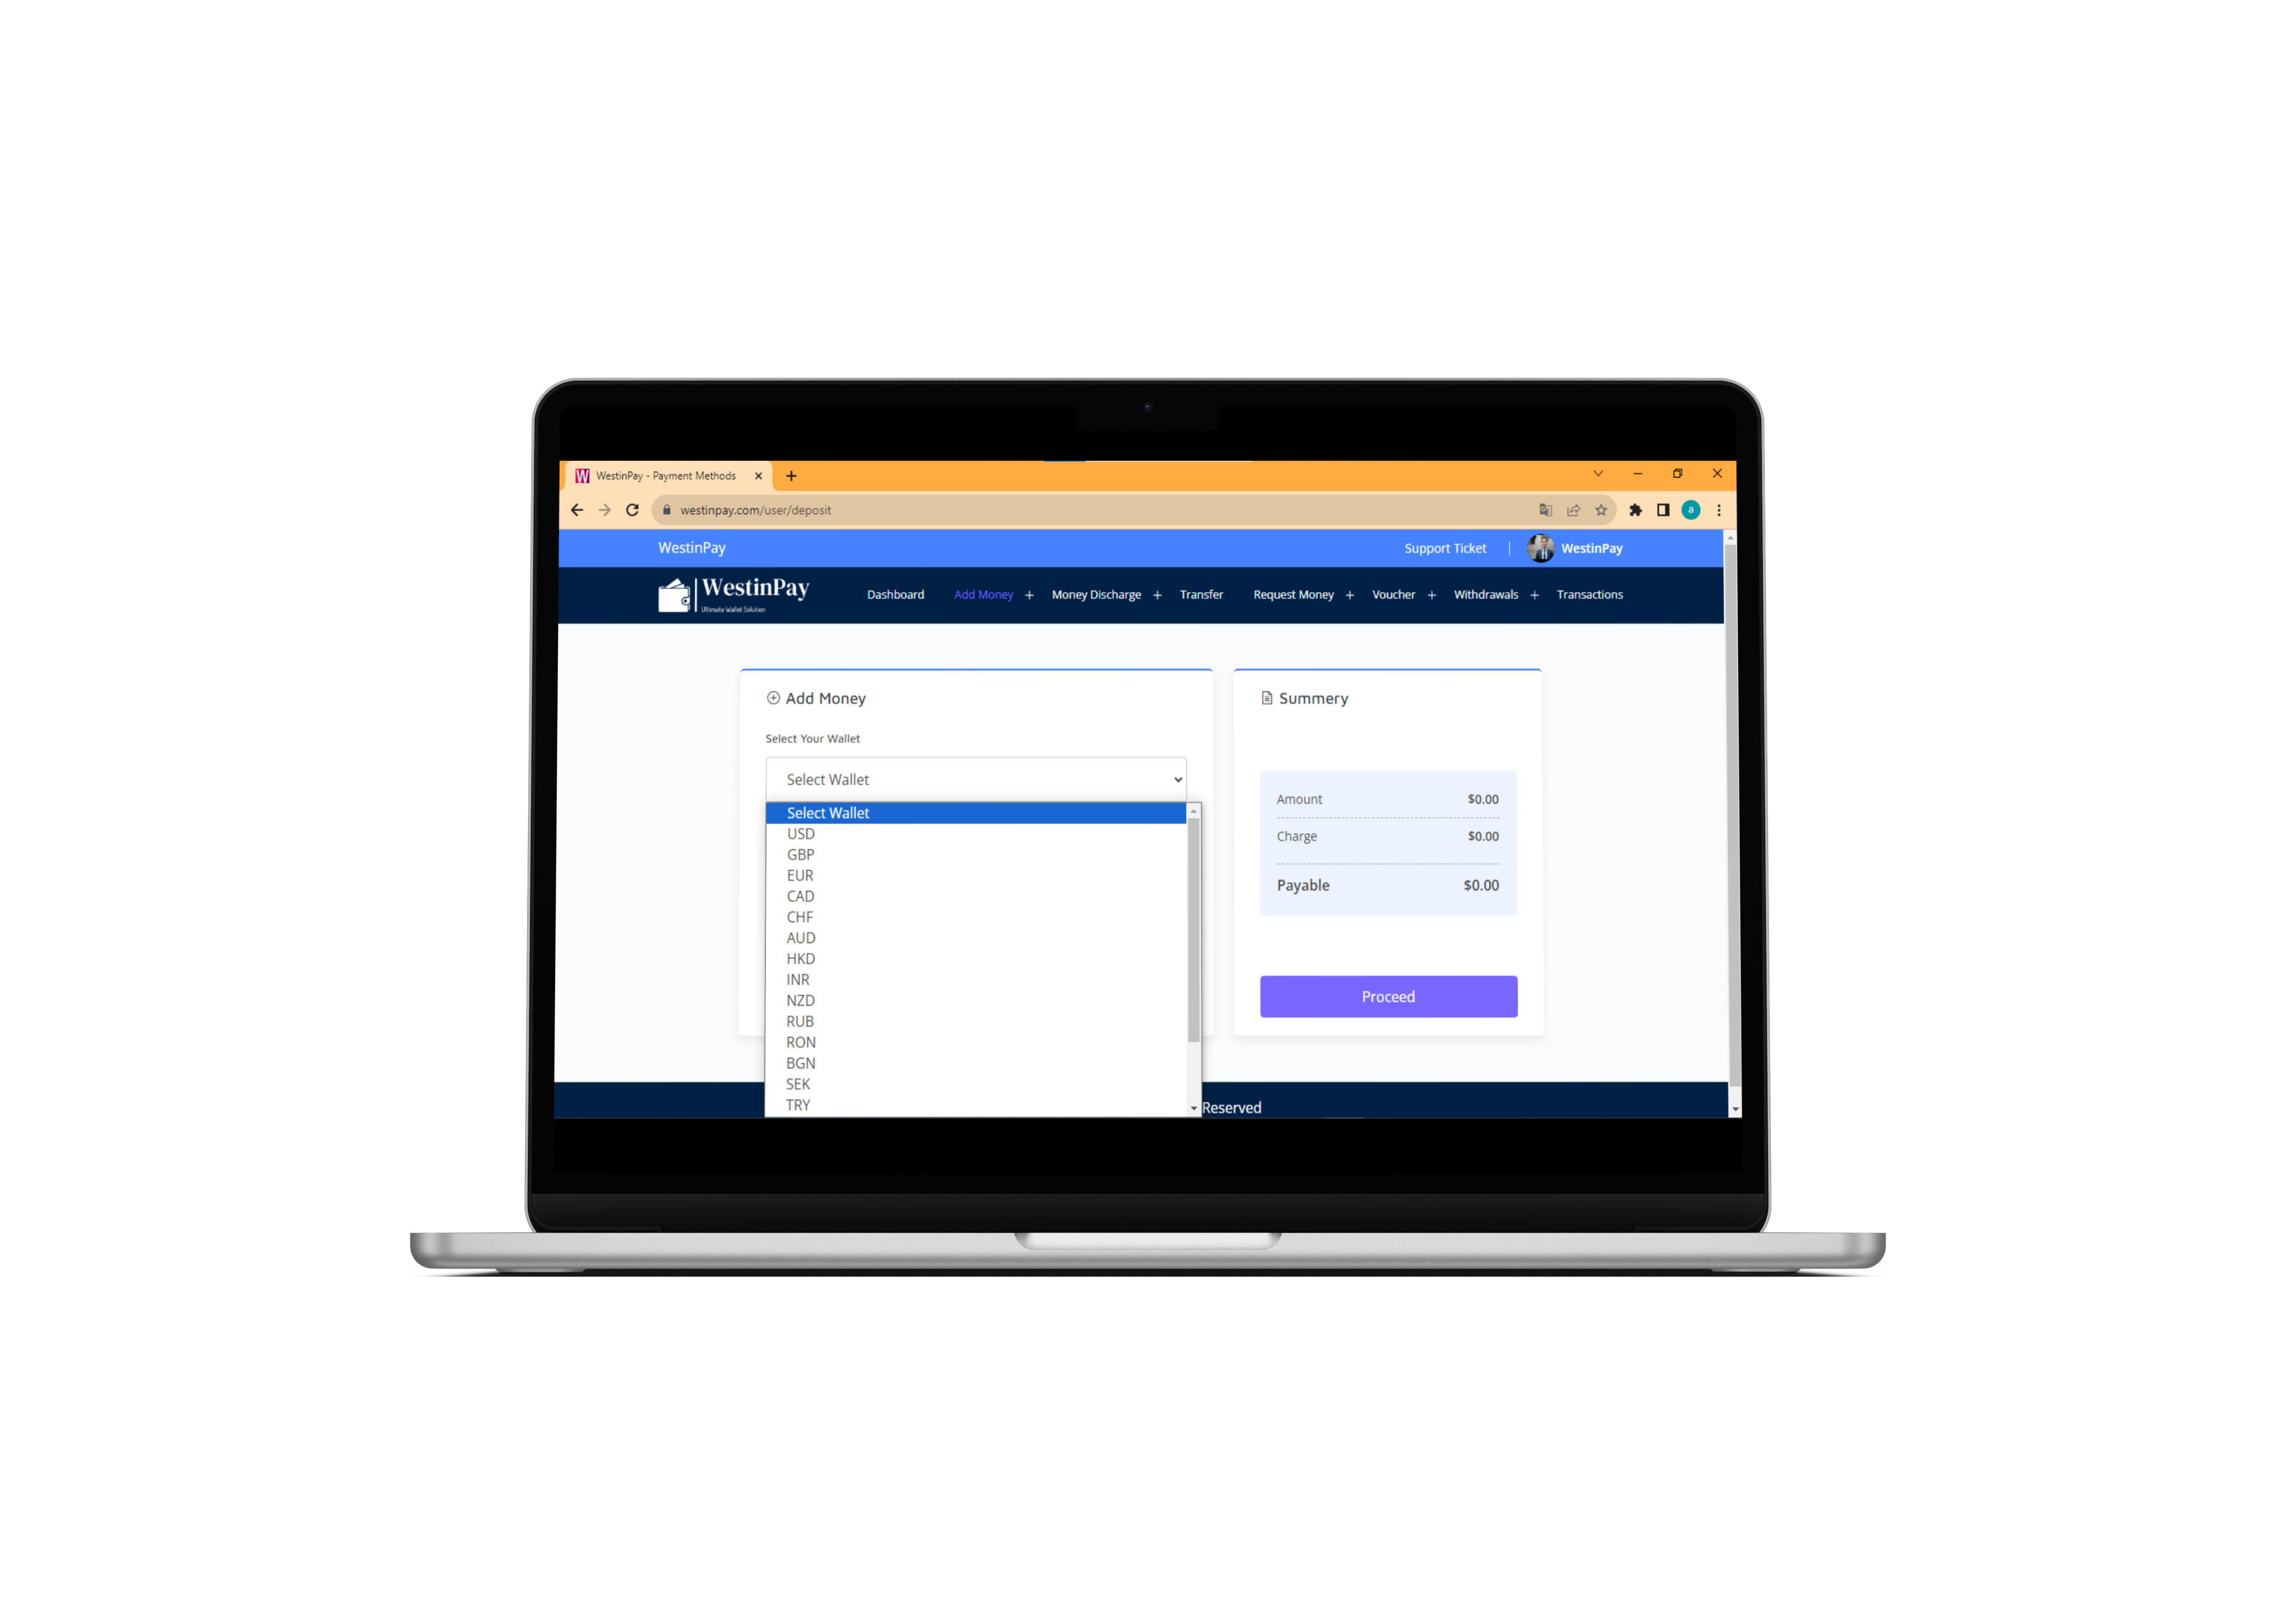 WestinPay - Payment Methods
westinpay.com/user/deposit
a
WestinPay
Support Ticket | WestinPay
WestinPay
Ultimate Wallet Solution
Dashboard Add Money + Money Discharge + Transfer Request Money + Voucher + Withdrawals + Transactions
Add Money
Select Your Wallet
Select Wallet
Select Wallet
USD
GBP
EUR
CAD
CHF
AUD
HKD
INR
NZD
RUB
RON
BGN
SEK
TRY
Summery
Amount $0.00
Charge $0.00
Payable $0.00
Proceed
Reserved